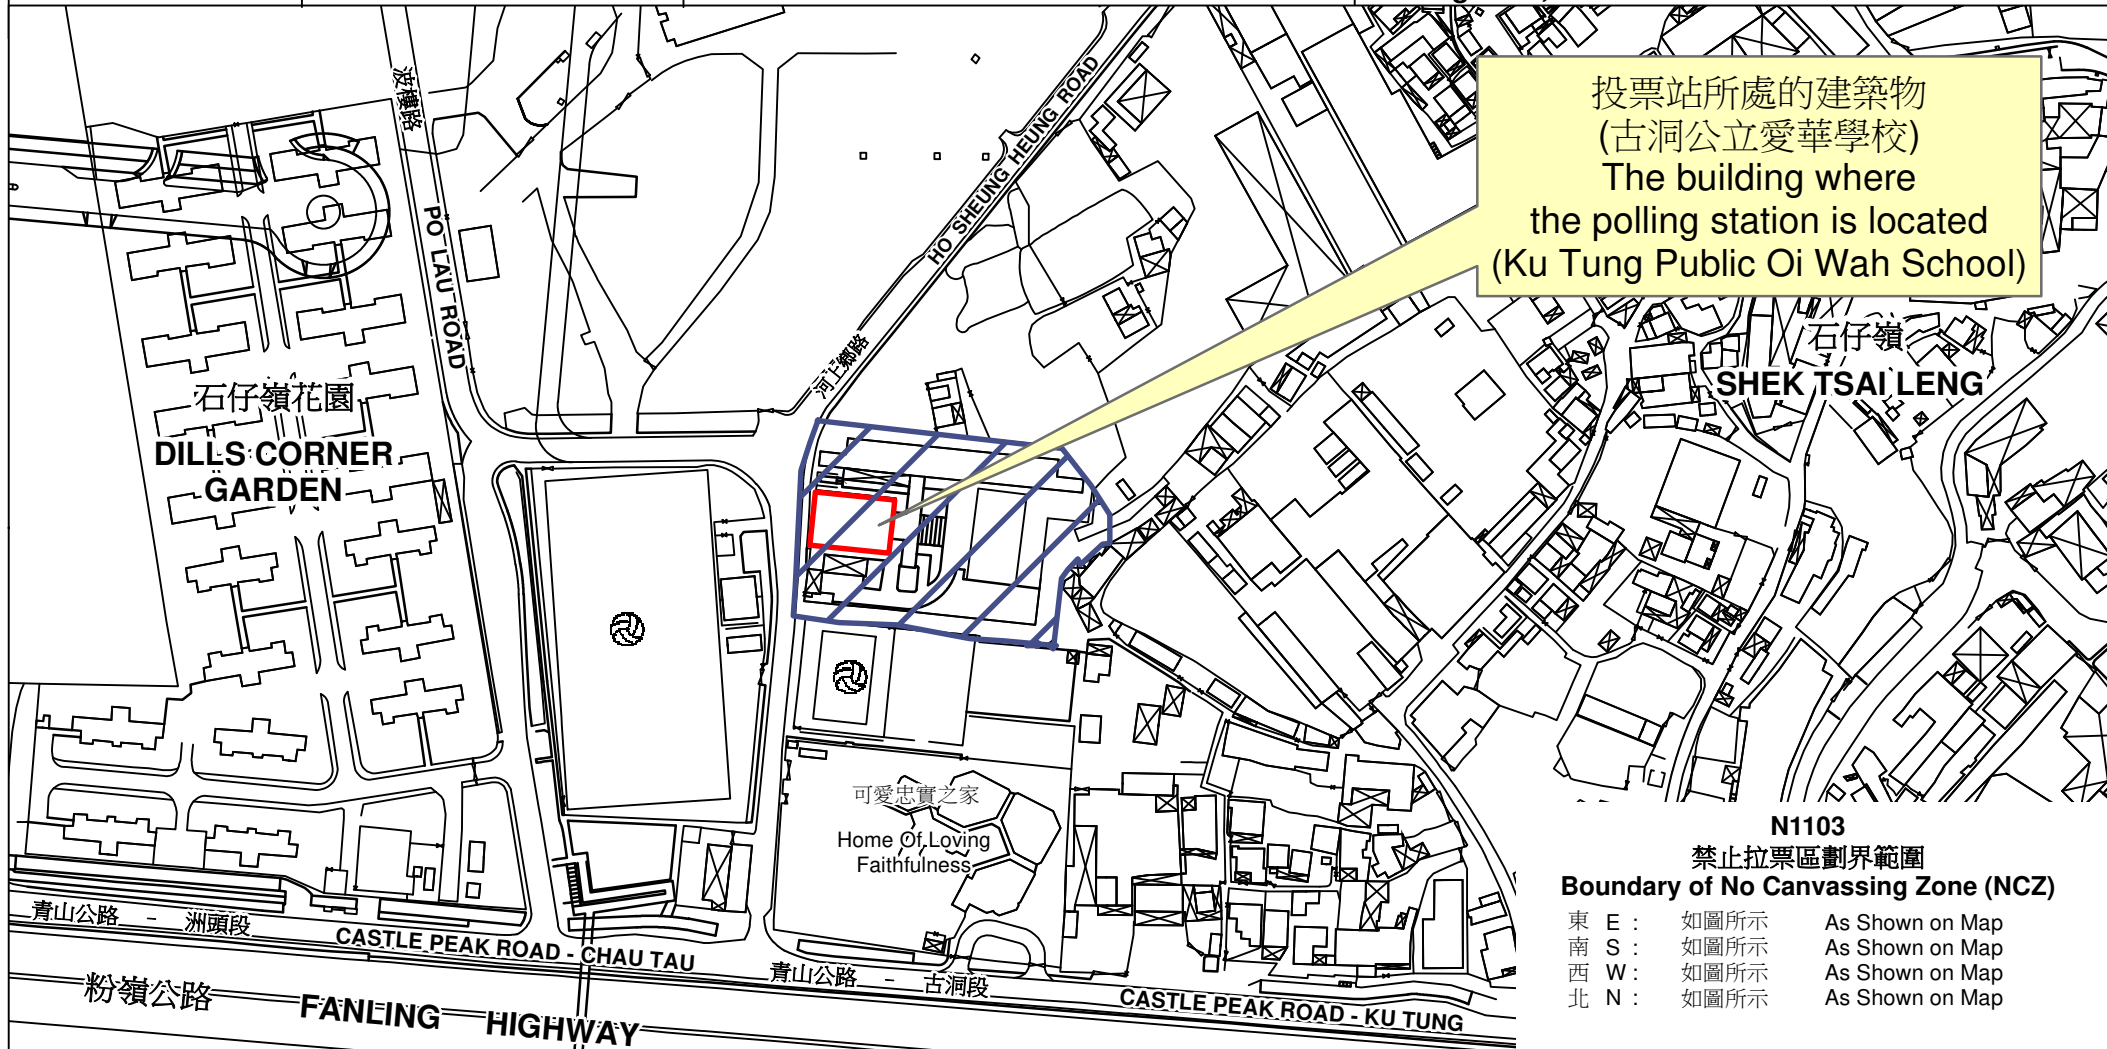 投票站所處的建築物
(古洞公立愛華學校)
The building where
the polling station is located
(Ku Tung Public Oi Wah School)
波樓路
PO LAU ROAD
HO SHEUNG HEUNG ROAD
河上鄉路
石仔嶺花園
DILLS CORNER
GARDEN
石仔嶺
SHEK TSAI LENG
可愛忠實之家
Home Of Loving
Faithfulness
青山公路 - 洲頭段
CASTLE PEAK ROAD - CHAU TAU
青山公路 - 古洞段
CASTLE PEAK ROAD - KU TUNG
粉嶺公路
FANLING HIGHWAY
N1103
禁止拉票區劃界範圍
Boundary of No Canvassing Zone (NCZ)
東 E : 如圖所示 As Shown on Map
南 S : 如圖所示 As Shown on Map
西 W : 如圖所示 As Shown on Map
北 N : 如圖所示 As Shown on Map